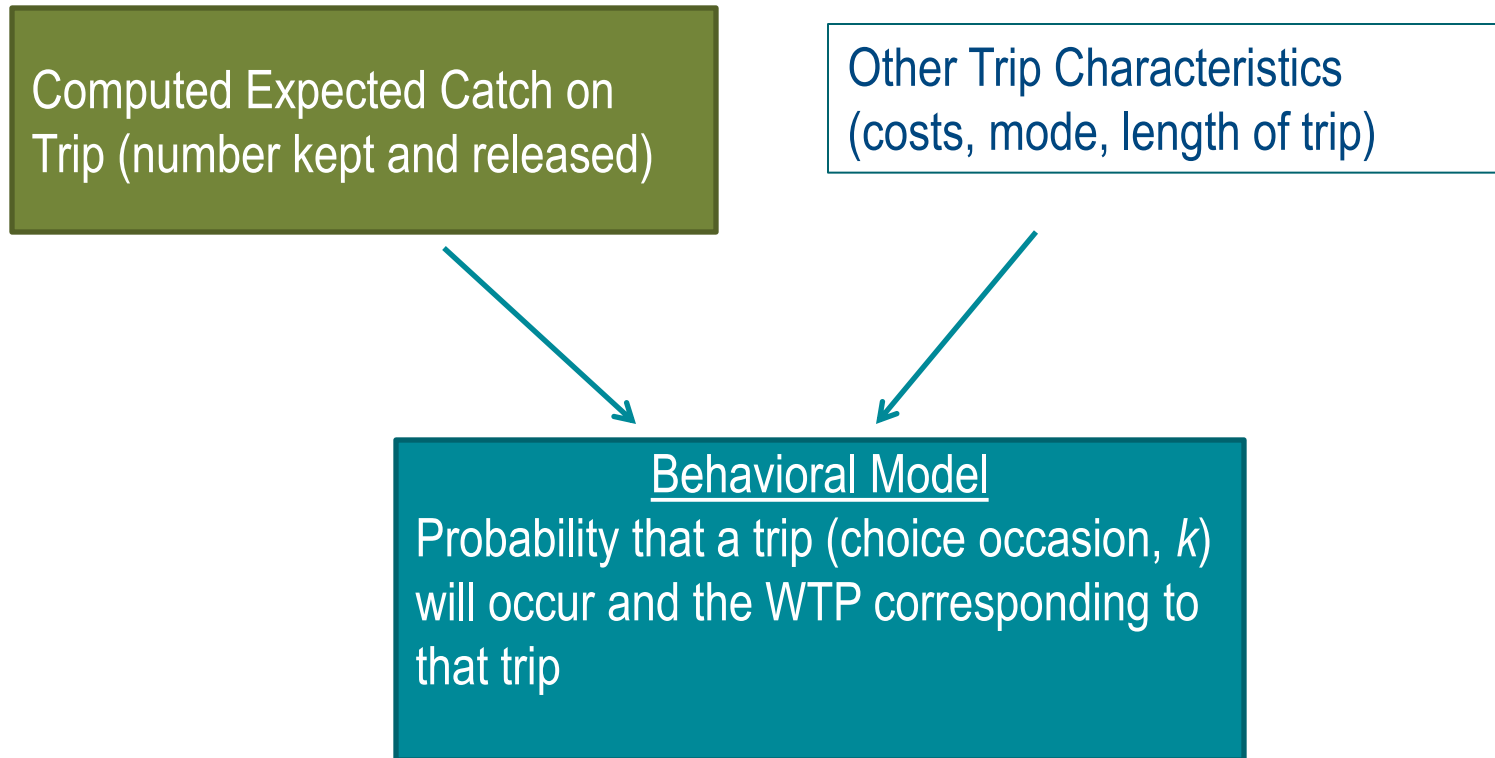 Computed Expected Catch on
Trip (number kept and released)
Other Trip Characteristics
(costs, mode, length of trip)
Behavioral Model
Probability that a trip (choice occasion, k)
will occur and the WTP corresponding to
that trip